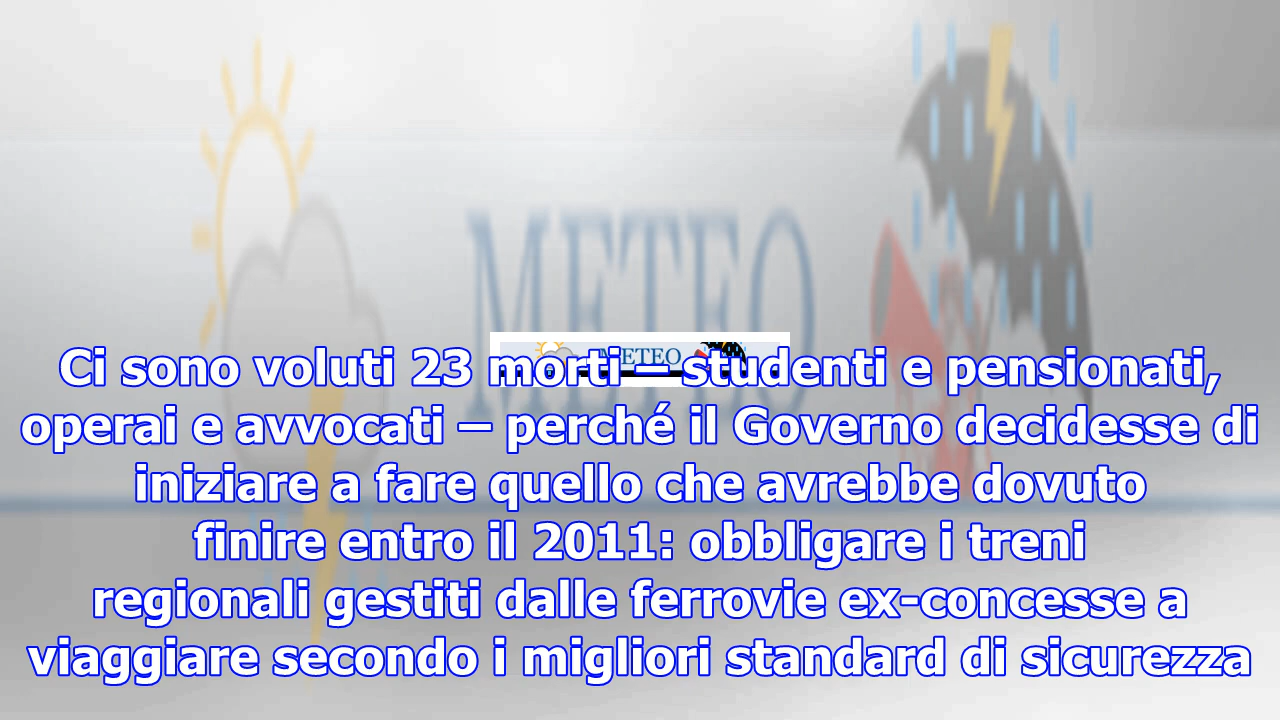 METEO
METEO
Ci sono voluti 23 morti – studenti e pensionati,
operai e avvocati – perché il Governo decidesse di
iniziare a fare quello che avrebbe dovuto
finire entro il 2011: obbligare i treni
regionali gestiti dalle ferrovie ex-concesse a
viaggiare secondo i migliori standard di sicurezza